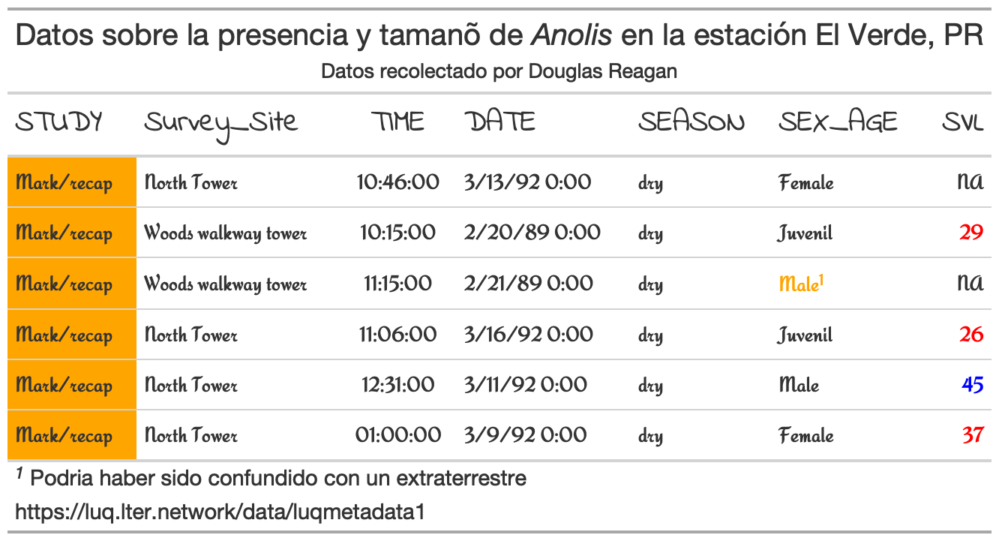 Datos sobre la presencia y tamanõ de Anolis en la estación El Verde, PR
Datos recolectado por Douglas Reagan
STUDY Survey_Site TIME DATE SEASON SEX_AGE SVL
Mark/recap North Tower 10:46:00 3/13/92 0:00 dry Female NA
Mark/recap Woods walkway tower 10:15:00 2/20/89 0:00 dry Juvenil 29
Mark/recap Woods walkway tower 11:15:00 2/21/89 0:00 dry Male¹ NA
Mark/recap North Tower 11:06:00 3/16/92 0:00 dry Juvenil 26
Mark/recap North Tower 12:31:00 3/11/92 0:00 dry Male 45
Mark/recap North Tower 01:00:00 3/9/92 0:00 dry Female 37
¹ Podria haber sido confundido con un extraterrestre
https://luq.lter.network/data/luqmetadata1